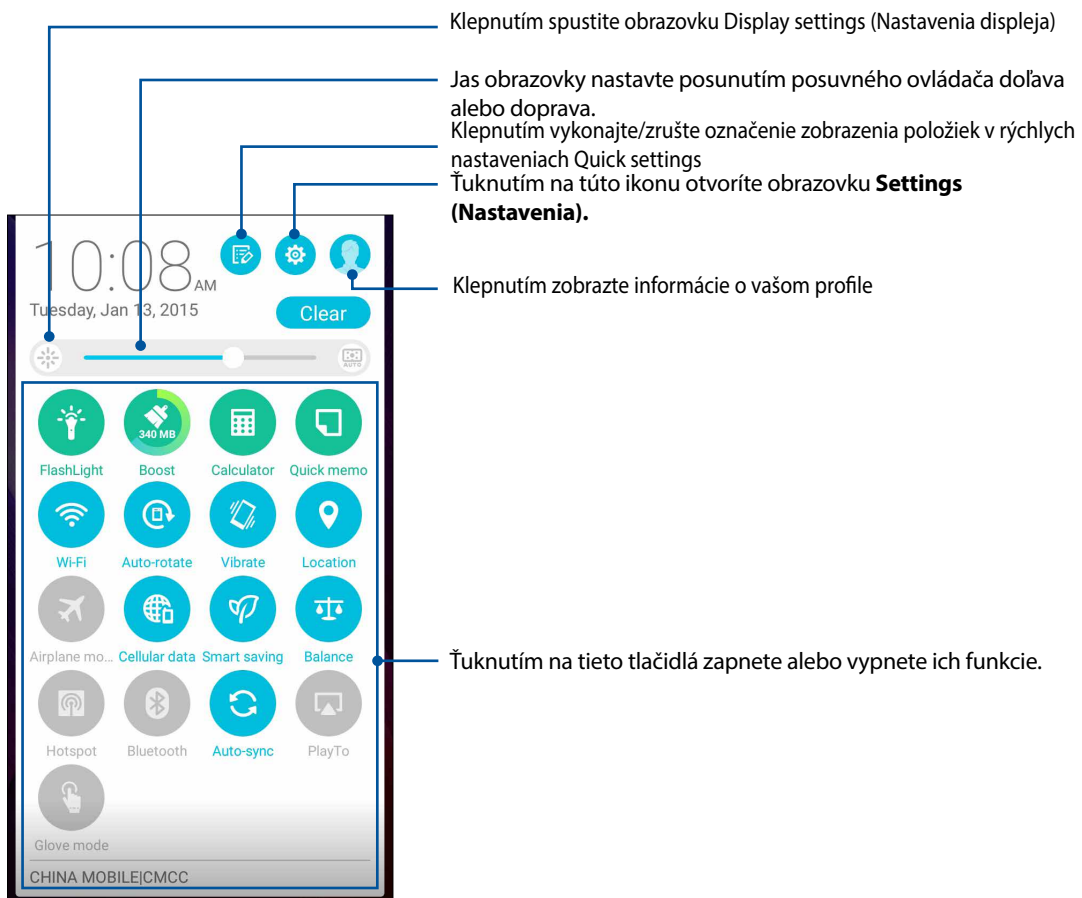 Klepnutím spustite obrazovku Display settings (Nastavenia displeja)
Jas obrazovky nastavte posunutím posuvného ovládača doľava
alebo doprava.
Klepnutím vykonajte/zrušte označenie zobrazenia položiek v rýchlych
nastaveniach Quick settings
Ťuknutím na túto ikonu otvoríte obrazovku Settings
(Nastavenia).
Klepnutím zobrazte informácie o vašom profile
10:08 AM
Tuesday, Jan 13, 2015
Clear
AUTO
340 MB
FlashLight Boost Calculator Quick memo
Wi-Fi Auto-rotate Vibrate Location
Airplane mo... Cellular data Smart saving Balance
Ťuknutím na tieto tlačidlá zapnete alebo vypnete ich funkcie.
Hotspot Bluetooth Auto-sync PlayTo
Glove mode
CHINA MOBILE|CMCC